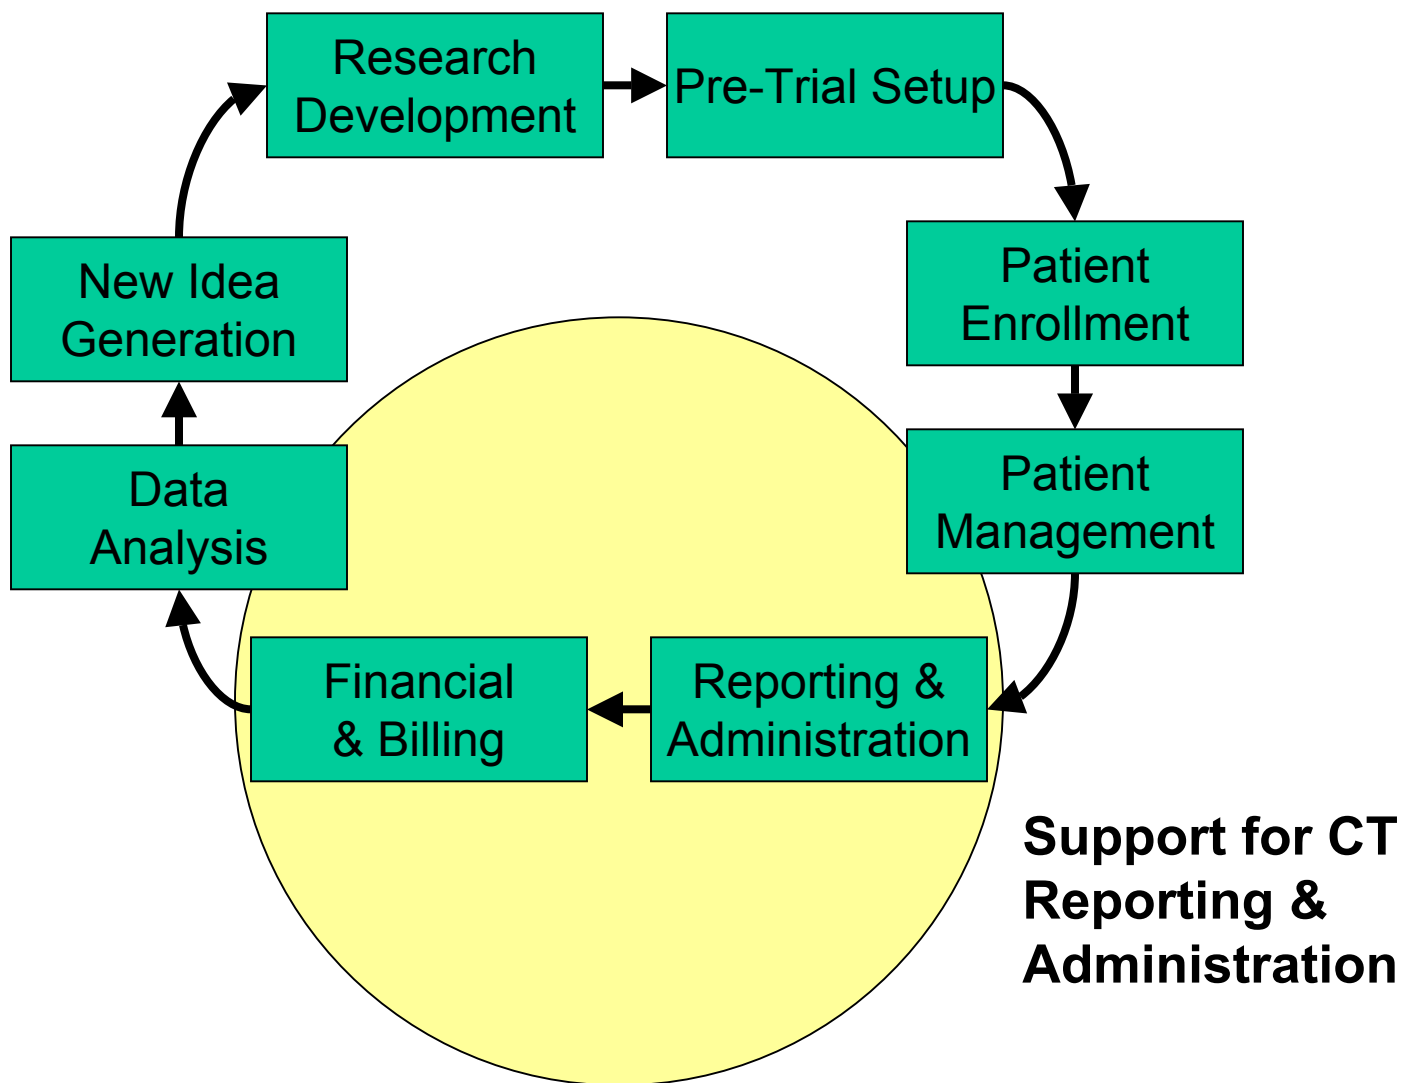 Research
Development
Pre-Trial Setup
Patient
Enrollment
Patient
Management
Reporting &
Administration
Financial
& Billing
Data
Analysis
New Idea
Generation
Support for CT
Reporting &
Administration